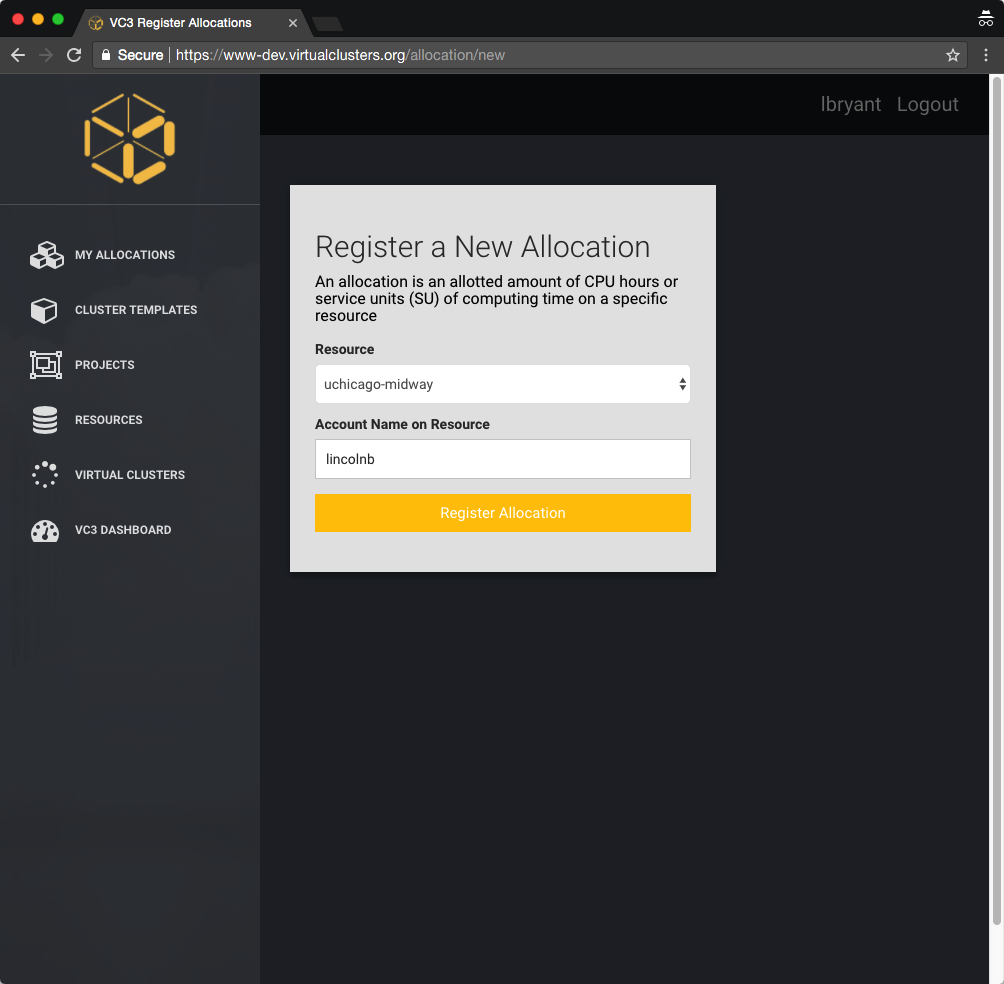 VC3 Register Allocations
Secure https://www-dev.virtualclusters.org/allocation/new
lbryant Logout
MY ALLOCATIONS
CLUSTER TEMPLATES
PROJECTS
RESOURCES
VIRTUAL CLUSTERS
VC3 DASHBOARD
Register a New Allocation
An allocation is an allotted amount of CPU hours or
service units (SU) of computing time on a specific
resource
Resource
uchicago-midway
Account Name on Resource
lincolnb
Register Allocation